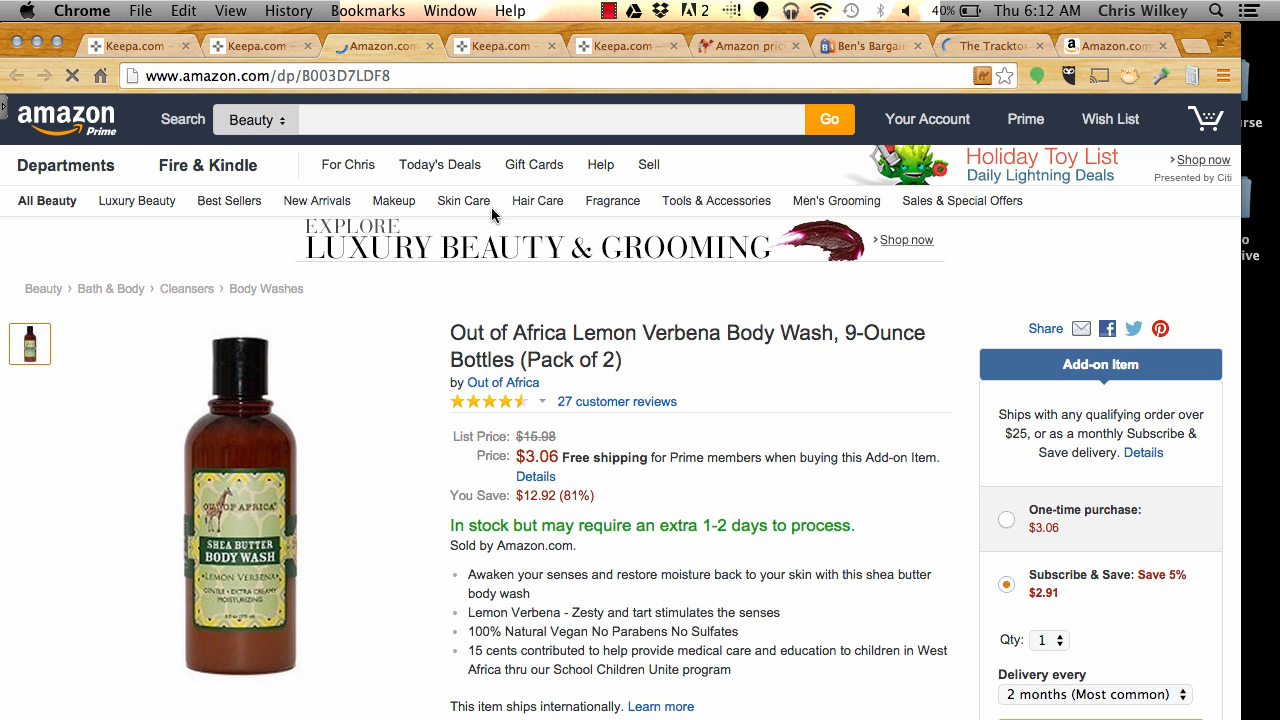 Chrome File Edit View History Bookmarks Window Help 2 40% Thu 6:12 AM Chris Wilkey
Keepa.com - Keepa.com - Amazon.com Keepa.com - Keepa.com - Amazon pric Ben's Bargai The Trackto Amazon.com
www.amazon.com/dp/B003D7LDF8
amazon Prime
Search Beauty Go Your Account Prime Wish List
Departments Fire & Kindle For Chris Today's Deals Gift Cards Help Sell
Holiday Toy List
Daily Lightning Deals
Shop now
Presented by Citi
All Beauty Luxury Beauty Best Sellers New Arrivals Makeup Skin Care Hair Care Fragrance Tools & Accessories Men's Grooming Sales & Special Offers
EXPLORE
LUXURY BEAUTY & GROOMING
Shop now
Beauty › Bath & Body › Cleansers › Body Washes
OUT OF AFRICA
SHEA BUTTER
BODY WASH
LEMON VERBENA
GENTLE • EXTRA CREAMY
MOISTURIZING
Out of Africa Lemon Verbena Body Wash, 9-Ounce
Bottles (Pack of 2)
by Out of Africa
27 customer reviews
List Price: $15.98
Price: $3.06 Free shipping for Prime members when buying this Add-on Item.
Details
You Save: $12.92 (81%)
In stock but may require an extra 1-2 days to process.
Sold by Amazon.com.
Awaken your senses and restore moisture back to your skin with this shea butter
body wash
Lemon Verbena - Zesty and tart stimulates the senses
100% Natural Vegan No Parabens No Sulfates
15 cents contributed to help provide medical care and education to children in West
Africa thru our School Children Unite program
This item ships internationally. Learn more
Share
Add-on Item
Ships with any qualifying order over
$25, or as a monthly Subscribe &
Save delivery. Details
One-time purchase:
$3.06
Subscribe & Save: Save 5%
$2.91
Qty: 1
Delivery every
2 months (Most common)
rse
o
ive